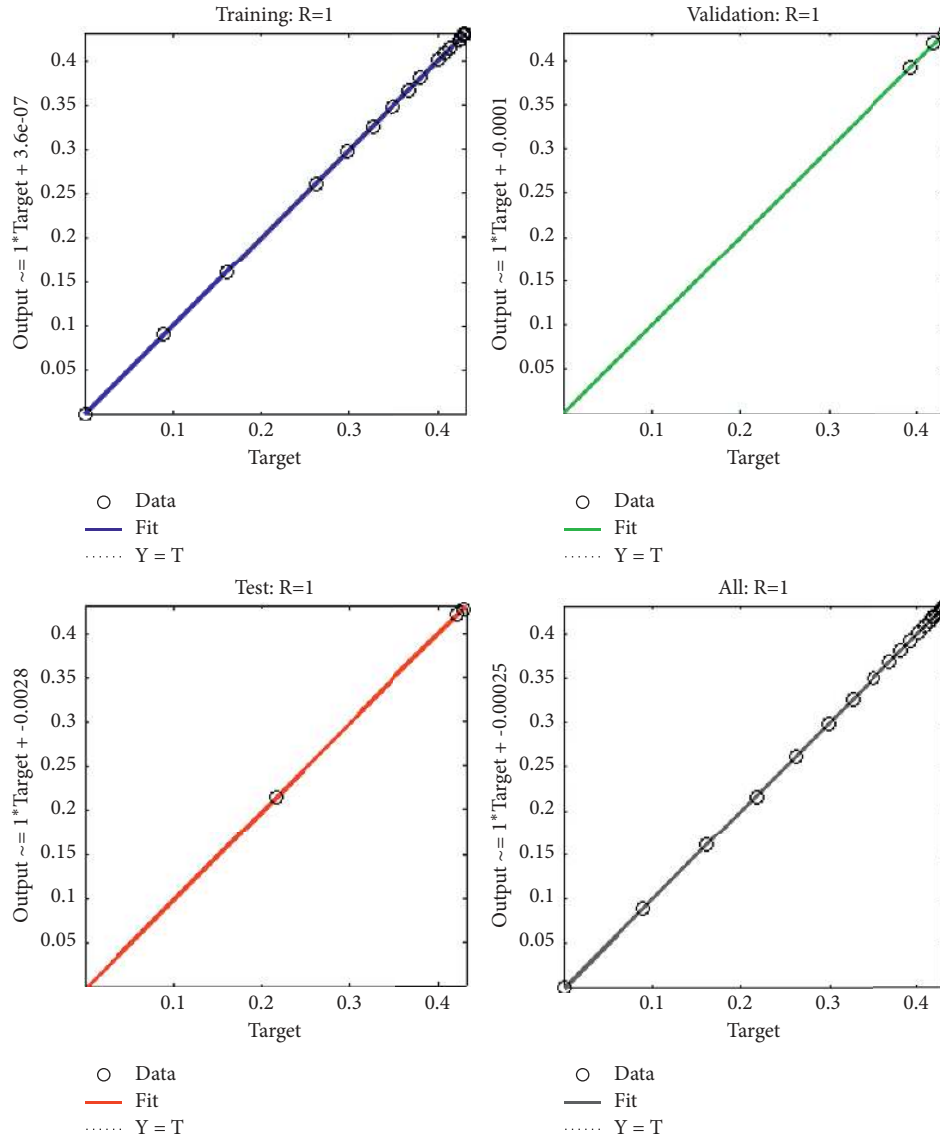 Training: R=1
Output ~= 1*Target + 3.6e-07
0.4
0.35
0.3
0.25
0.2
0.15
0.1
0.05
0.1 0.2 0.3 0.4
Target
Data
Fit
Y = T
Validation: R=1
Output ~= 1*Target + -0.0001
0.4
0.35
0.3
0.25
0.2
0.15
0.1
0.05
0.1 0.2 0.3 0.4
Target
Data
Fit
Y = T
Test: R=1
Output ~= 1*Target + -0.0028
0.4
0.35
0.3
0.25
0.2
0.15
0.1
0.05
0.1 0.2 0.3 0.4
Target
Data
Fit
Y = T
All: R=1
Output ~= 1*Target + -0.00025
0.4
0.35
0.3
0.25
0.2
0.15
0.1
0.05
0.1 0.2 0.3 0.4
Target
Data
Fit
Y = T